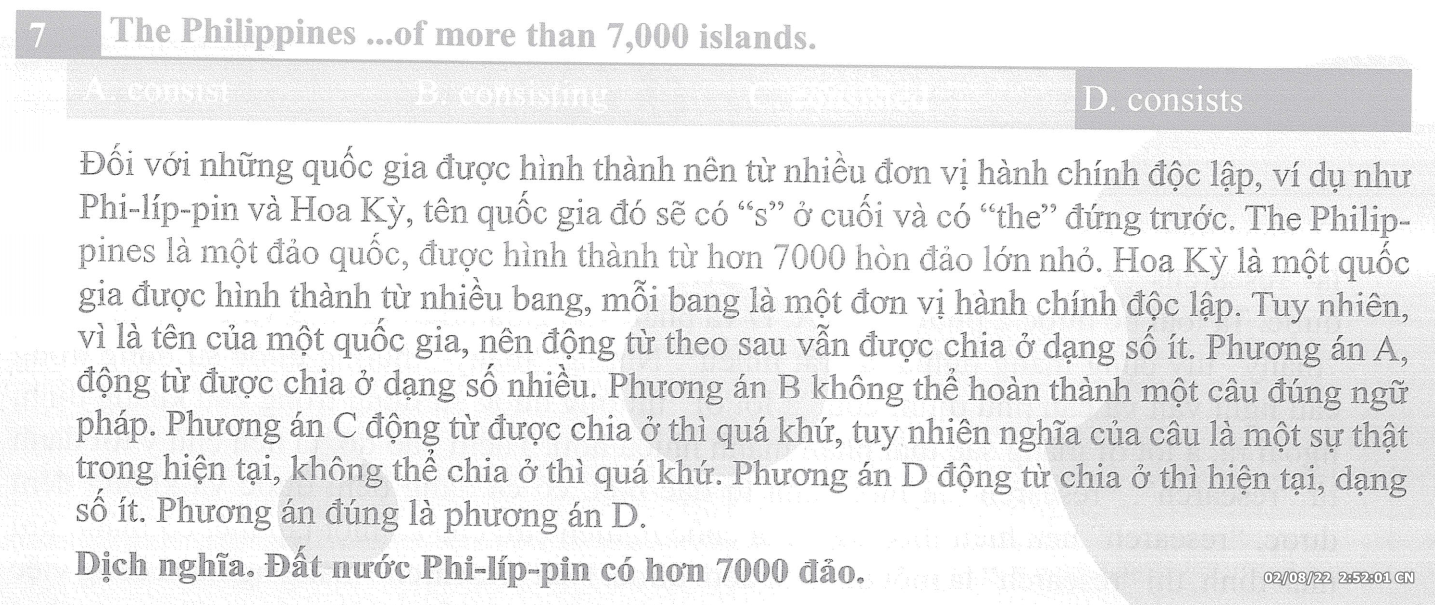 7 The Philippines ...of more than 7,000 islands.
A. consist B. consisting C. consisted D. consists
Đối với những quốc gia được hình thành nên từ nhiều đơn vị hành chính độc lập, ví dụ như
Phi-líp-pin và Hoa Kỳ, tên quốc gia đó sẽ có “s” ở cuối và có “the” đứng trước. The Philip-
pines là một đảo quốc, được hình thành từ hơn 7000 hòn đảo lớn nhỏ. Hoa Kỳ là một quốc
gia được hình thành từ nhiều bang, mỗi bang là một đơn vị hành chính độc lập. Tuy nhiên,
vì là tên của một quốc gia, nên động từ theo sau vẫn được chia ở dạng số ít. Phương án A,
động từ được chia ở dạng số nhiều. Phương án B không thể hoàn thành một câu đúng ngữ
pháp. Phương án C động từ được chia ở thì quá khứ, tuy nhiên nghĩa của câu là một sự thật
trong hiện tại, không thể chia ở thì quá khứ. Phương án D động từ chia ở thì hiện tại, dạng
số ít. Phương án đúng là phương án D.
Dịch nghĩa. Đất nước Phi-líp-pin có hơn 7000 đảo.
02/08/22 2:52:01 CN